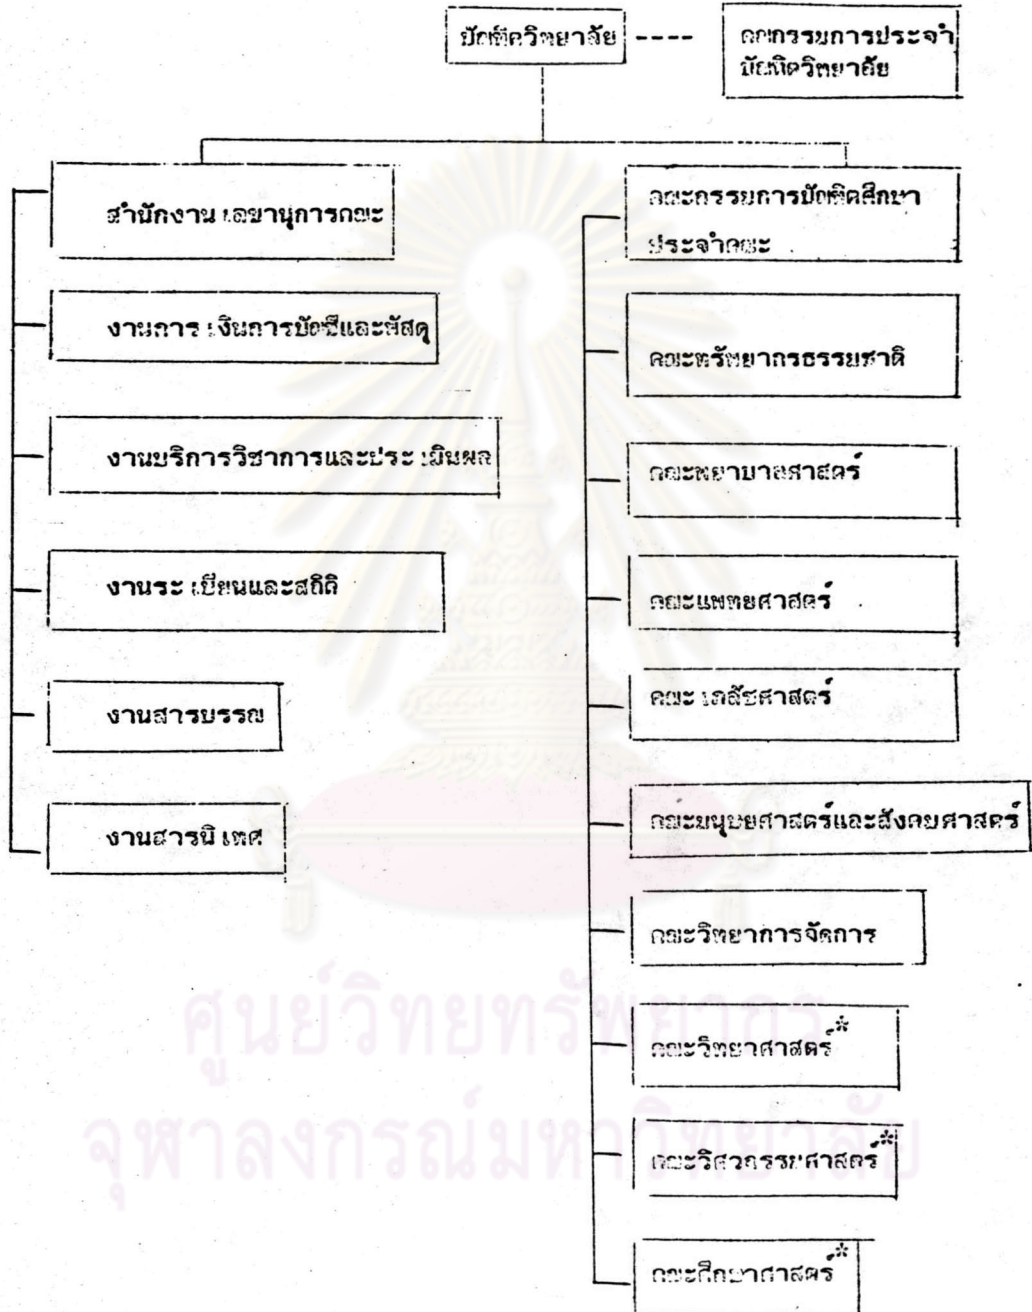 บัณฑิตวิทยาลัย ----
คณกรรมการประจำ
บัณฑิตวิทยาลัย
สำนักงานเลขานุการคณะ
งานการเงินการบัญชีและพัสดุ
งานบริการวิชาการและประเมินผล
งานระเบียนและสถิติ
งานสารบรรณ
งานสารนิเทศ
คณะกรรมการบัณฑิตศึกษา
ประจำคณะ
คณะทรัพยากรธรรมชาติ
คณะพยาบาลศาสตร์
คณะแพทยศาสตร์
คณะเภสัชศาสตร์
คณะมนุษยศาสตร์และสังคมศาสตร์
คณะวิทยาการจัดการ
คณะวิทยาศาสตร์*
คณะวิศวกรรมศาสตร์*
คณะศึกษาศาสตร์*
ศูนย์วิทยทรัพยากร
จุฬาลงกรณ์มหาวิทยาลัย